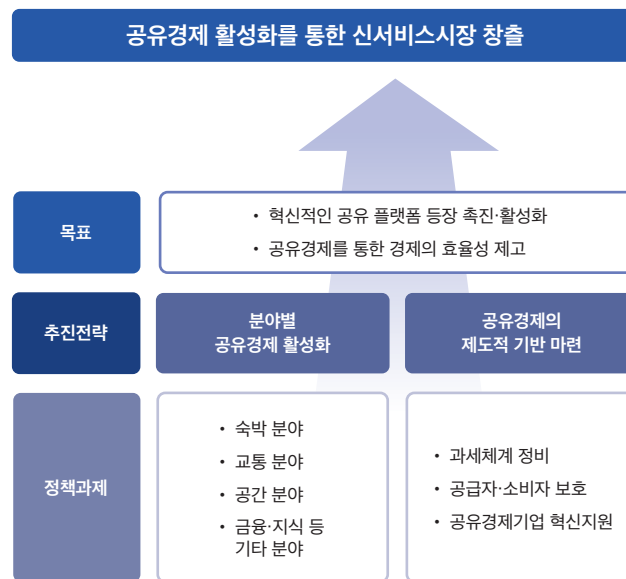 공유경제 활성화를 통한 신서비스시장 창출
목표
• 혁신적인 공유 플랫폼 등장 촉진·활성화
• 공유경제를 통한 경제의 효율성 제고
추진전략
분야별
공유경제 활성화
공유경제의
제도적 기반 마련
정책과제
• 숙박 분야
• 교통 분야
• 공간 분야
• 금융·지식 등
기타 분야
• 과세체계 정비
• 공급자·소비자 보호
• 공유경제기업 혁신지원